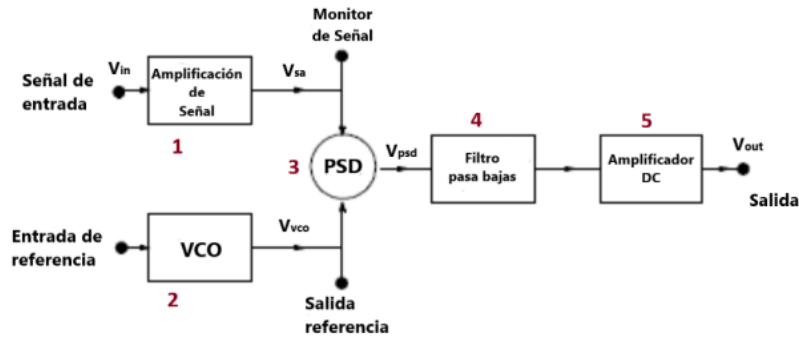 Monitor
de Señal
Señal de
entrada
Vin
Amplificación
de
Señal
Vsa
1
3
PSD
Vpsd
4
Filtro
pasa bajas
5
Amplificador
DC
Vout
Salida
Entrada de
referencia
VCO
Vvco
2
Salida
referencia